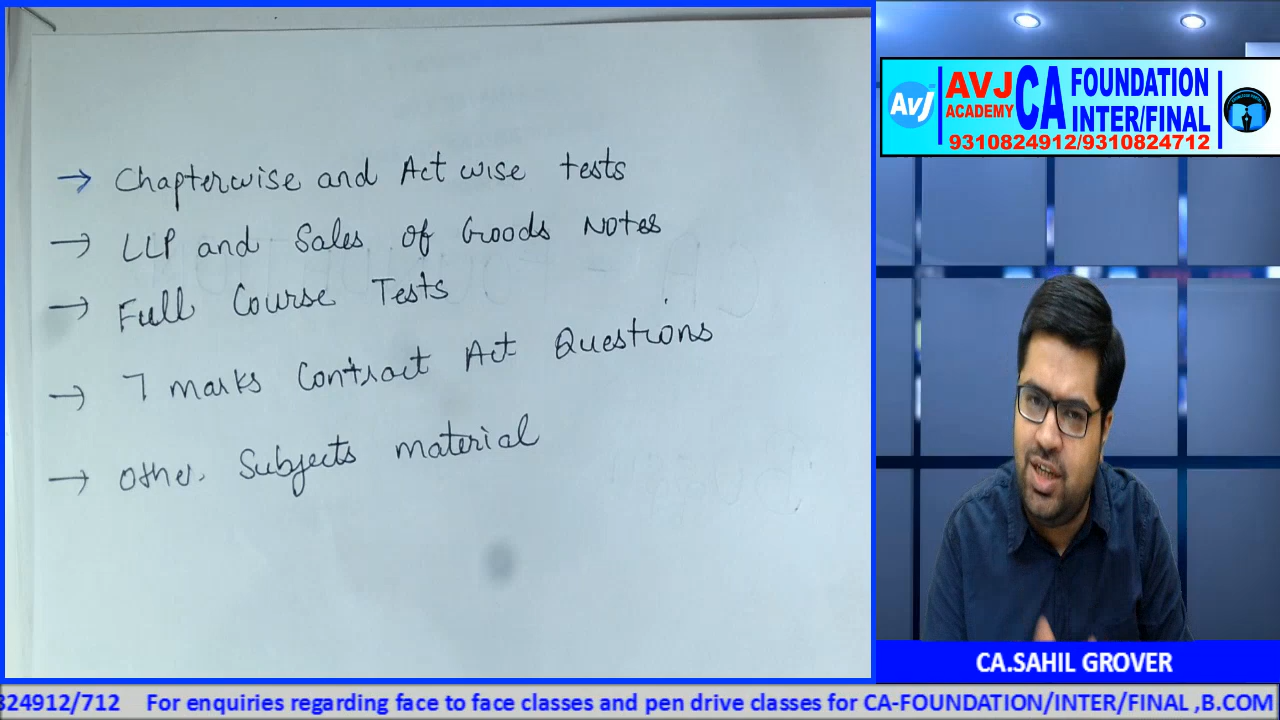 → Chapterwise and Act wise tests
→ LLP and Sales of Goods Notes
→ Full Course Tests
→ 7 marks Contract Act Questions
→ Other Subjects material
AVJ
AVJ ACADEMY
CA
FOUNDATION
INTER/FINAL
9310824912/9310824712
CA.SAHIL GROVER
824912/712 For enquiries regarding face to face classes and pen drive classes for CA-FOUNDATION/INTER/FINAL ,B.COM